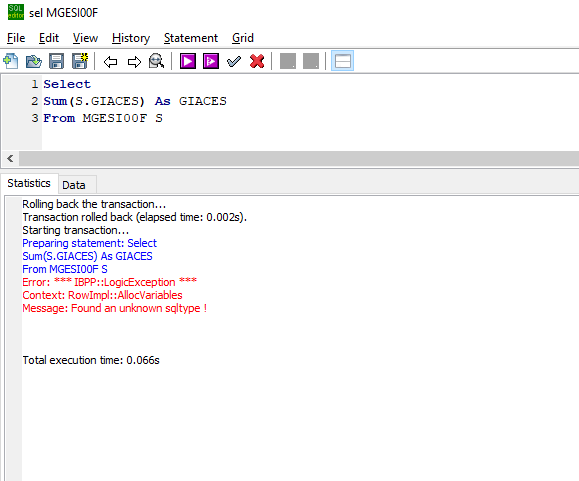 SQL
editor
sel MGESI00F
File Edit View History Statement Grid
1 Select
2 Sum(S.GIACES) As GIACES
3 From MGESI00F S
Statistics Data
Rolling back the transaction...
Transaction rolled back (elapsed time: 0.002s).
Starting transaction...
Preparing statement: Select
Sum(S.GIACES) As GIACES
From MGESI00F S
Error: *** IBPP::LogicException ***
Context: RowImpl::AllocVariables
Message: Found an unknown sqltype !
Total execution time: 0.066s